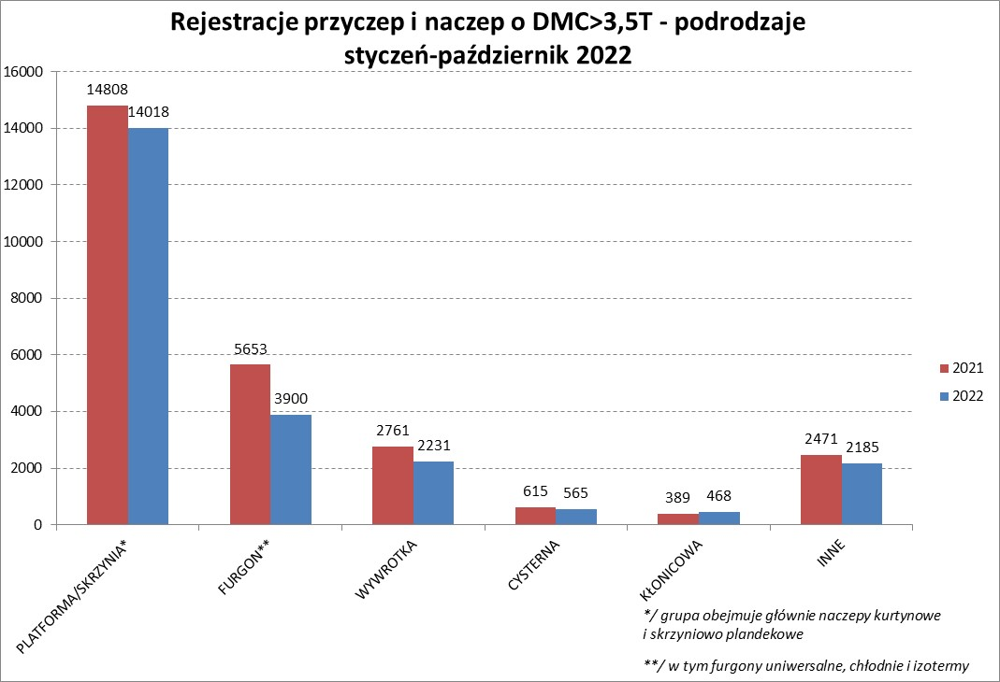 Rejestracje przyczep i naczep o DMC>3,5T - podrodzaje
styczeń-październik 2022
16000
14000
12000
10000
8000
6000
4000
2000
0
14808
14018
5653
3900
2761
2231
615
565
389
468
2471
2185
2021
2022
PLATFORMA/SKRZYNIA*
FURGON**
WYWROTKA
CYSTERNA
KŁONICOWA
INNE
*/ grupa obejmuje głównie naczepy kurtynowe
i skrzyniowo plandekowe
**/ w tym furgony uniwersalne, chłodnie i izotermy